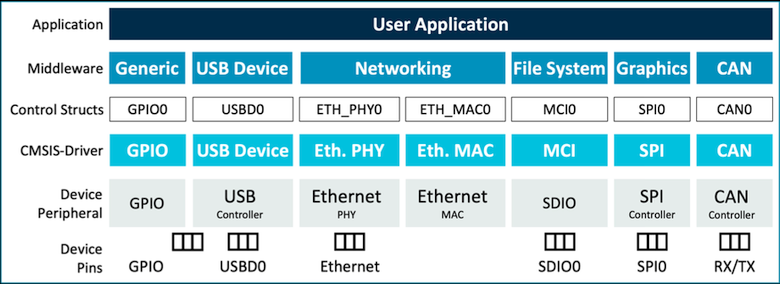 Application User Application
Middleware Generic USB Device Networking File System Graphics CAN
Control Structs GPIO0 USBD0 ETH_PHY0 ETH_MAC0 MCI0 SPI0 CAN0
CMSIS-Driver GPIO USB Device Eth. PHY Eth. MAC MCI SPI CAN
Device Peripheral GPIO USB Controller Ethernet PHY Ethernet MAC SDIO SPI Controller CAN Controller
Device Pins GPIO USBD0 Ethernet SDIO0 SPI0 RX/TX